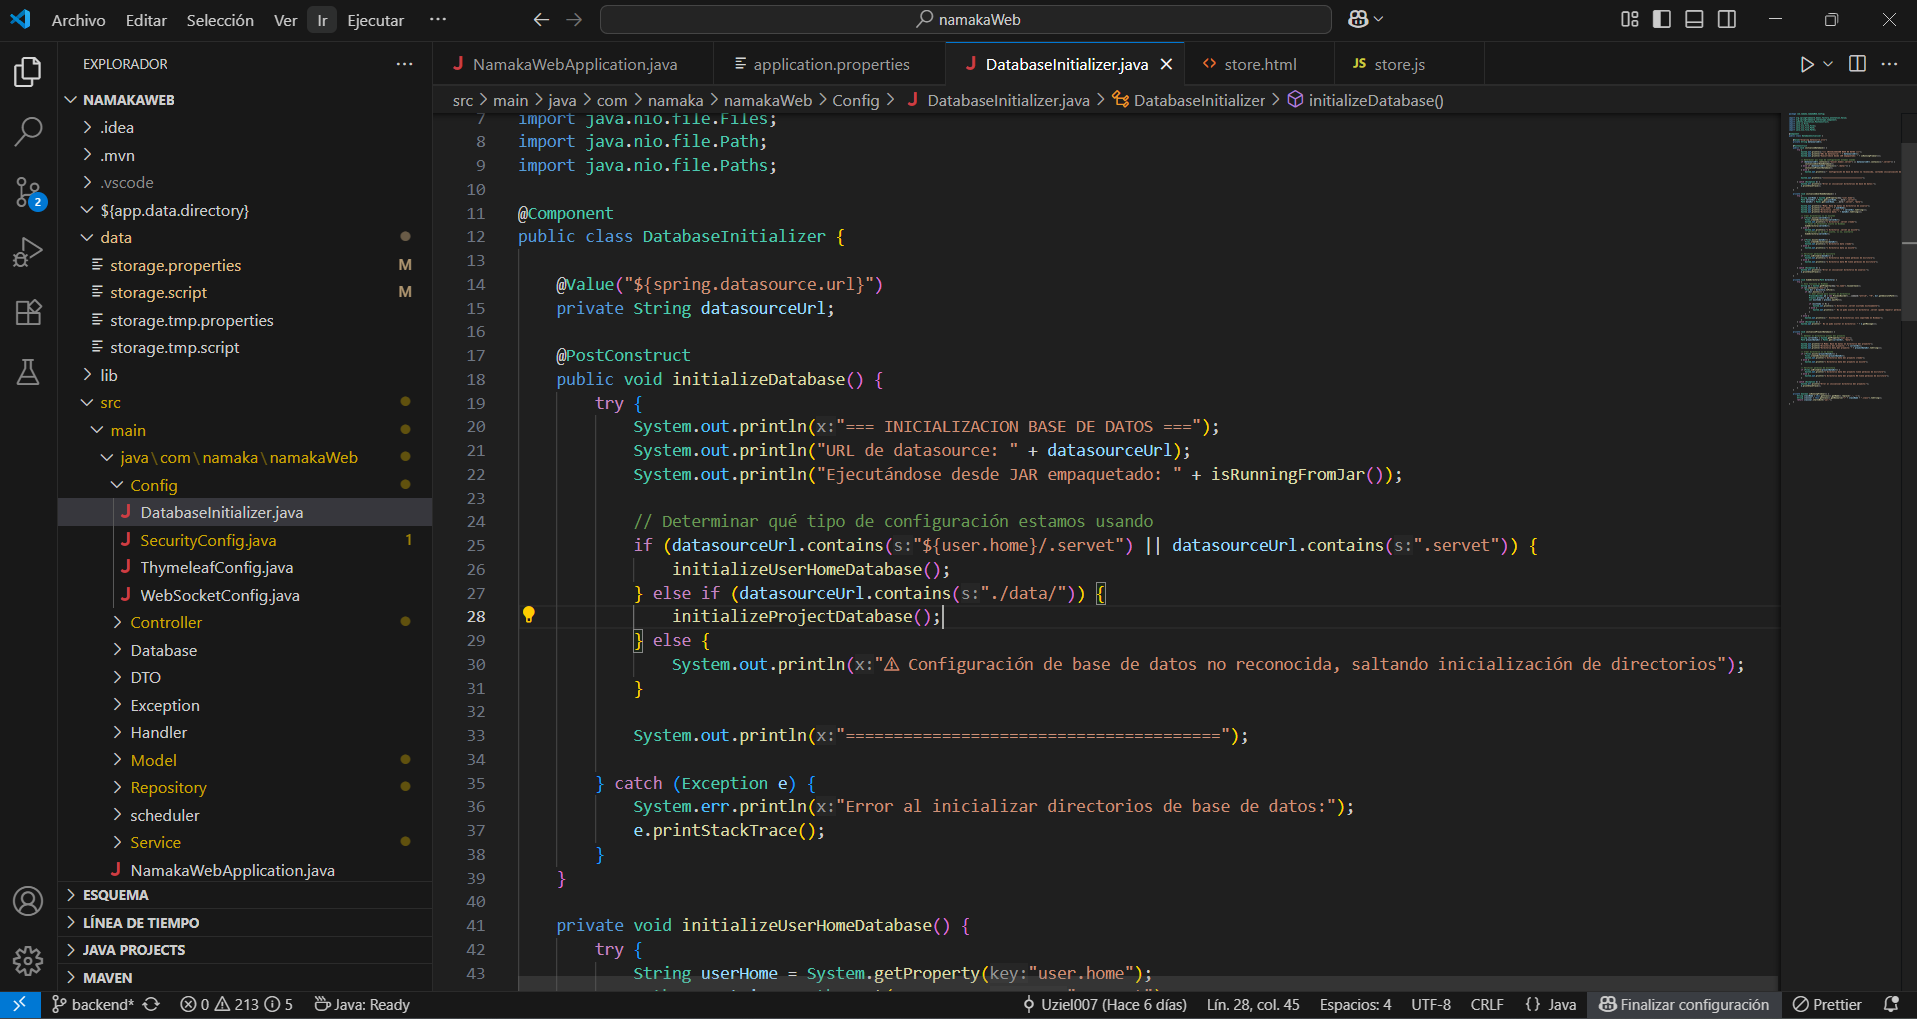 Archivo Editar Selección Ver Ir Ejecutar ··· namakaWeb
EXPLORADOR ···
NAMAKAWEB
.idea
.mvn
.vscode
${app.data.directory}
data
storage.properties M
storage.script M
storage.tmp.properties
storage.tmp.script
lib
src
main
java\com\namaka\namakaWeb
Config
DatabaseInitializer.java
SecurityConfig.java 1
ThymeleafConfig.java
WebSocketConfig.java
Controller
Database
DTO
Exception
Handler
Model
Repository
scheduler
Service
NamakaWebApplication.java
ESQUEMA
LÍNEA DE TIEMPO
JAVA PROJECTS
MAVEN
2
J NamakaWebApplication.java application.properties J DatabaseInitializer.java <> store.html JS store.js
src > main > java > com > namaka > namakaWeb > Config > J DatabaseInitializer.java > DatabaseInitializer > initializeDatabase()
7 import java.nio.file.Files;
8 import java.nio.file.Path;
9 import java.nio.file.Paths;
10
11 @Component
12 public class DatabaseInitializer {
13
14 @Value("${spring.datasource.url}")
15 private String datasourceUrl;
16
17 @PostConstruct
18 public void initializeDatabase() {
19 try {
20 System.out.println(x:"=== INICIALIZACION BASE DE DATOS ===");
21 System.out.println("URL de datasource: " + datasourceUrl);
22 System.out.println("Ejecutándose desde JAR empaquetado: " + isRunningFromJar());
23
24 // Determinar qué tipo de configuración estamos usando
25 if (datasourceUrl.contains(s:"${user.home}/.servet") || datasourceUrl.contains(s:".servet")) {
26 initializeUserHomeDatabase();
27 } else if (datasourceUrl.contains(s:"./data/")) {
28 initializeProjectDatabase();
29 } else {
30 System.out.println(x:"⚠ Configuración de base de datos no reconocida, saltando inicialización de directorios");
31 }
32
33 System.out.println(x:"=======================================");
34
35 } catch (Exception e) {
36 System.err.println(x:"Error al inicializar directorios de base de datos:");
37 e.printStackTrace();
38 }
39 }
40
41 private void initializeUserHomeDatabase() {
42 try {
43 String userHome = System.getProperty(key:"user.home");
backend* 0 213 5 Java: Ready Uziel007 (Hace 6 días) Lín. 28, col. 45 Espacios: 4 UTF-8 CRLF {} Java Finalizar configuración Prettier